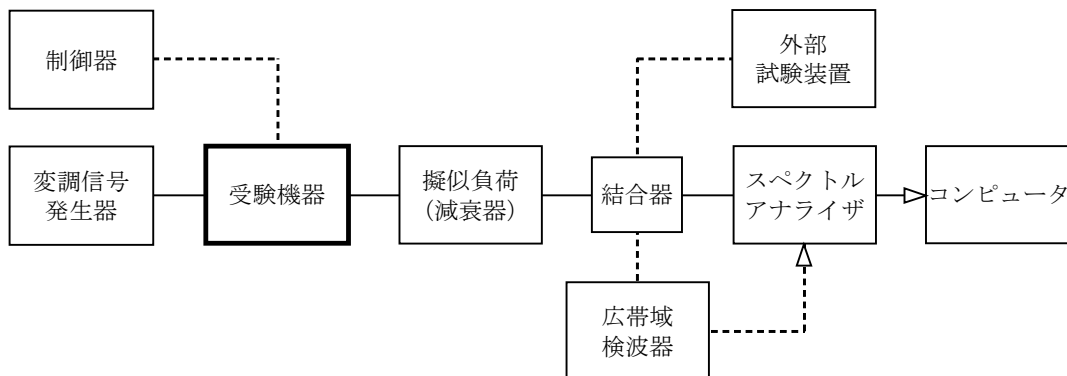 制御器
外部
試験装置
変調信号
発生器
受験機器
擬似負荷
(減衰器)
結合器
スペクトル
アナライザ
コンピュータ
広帯域
検波器